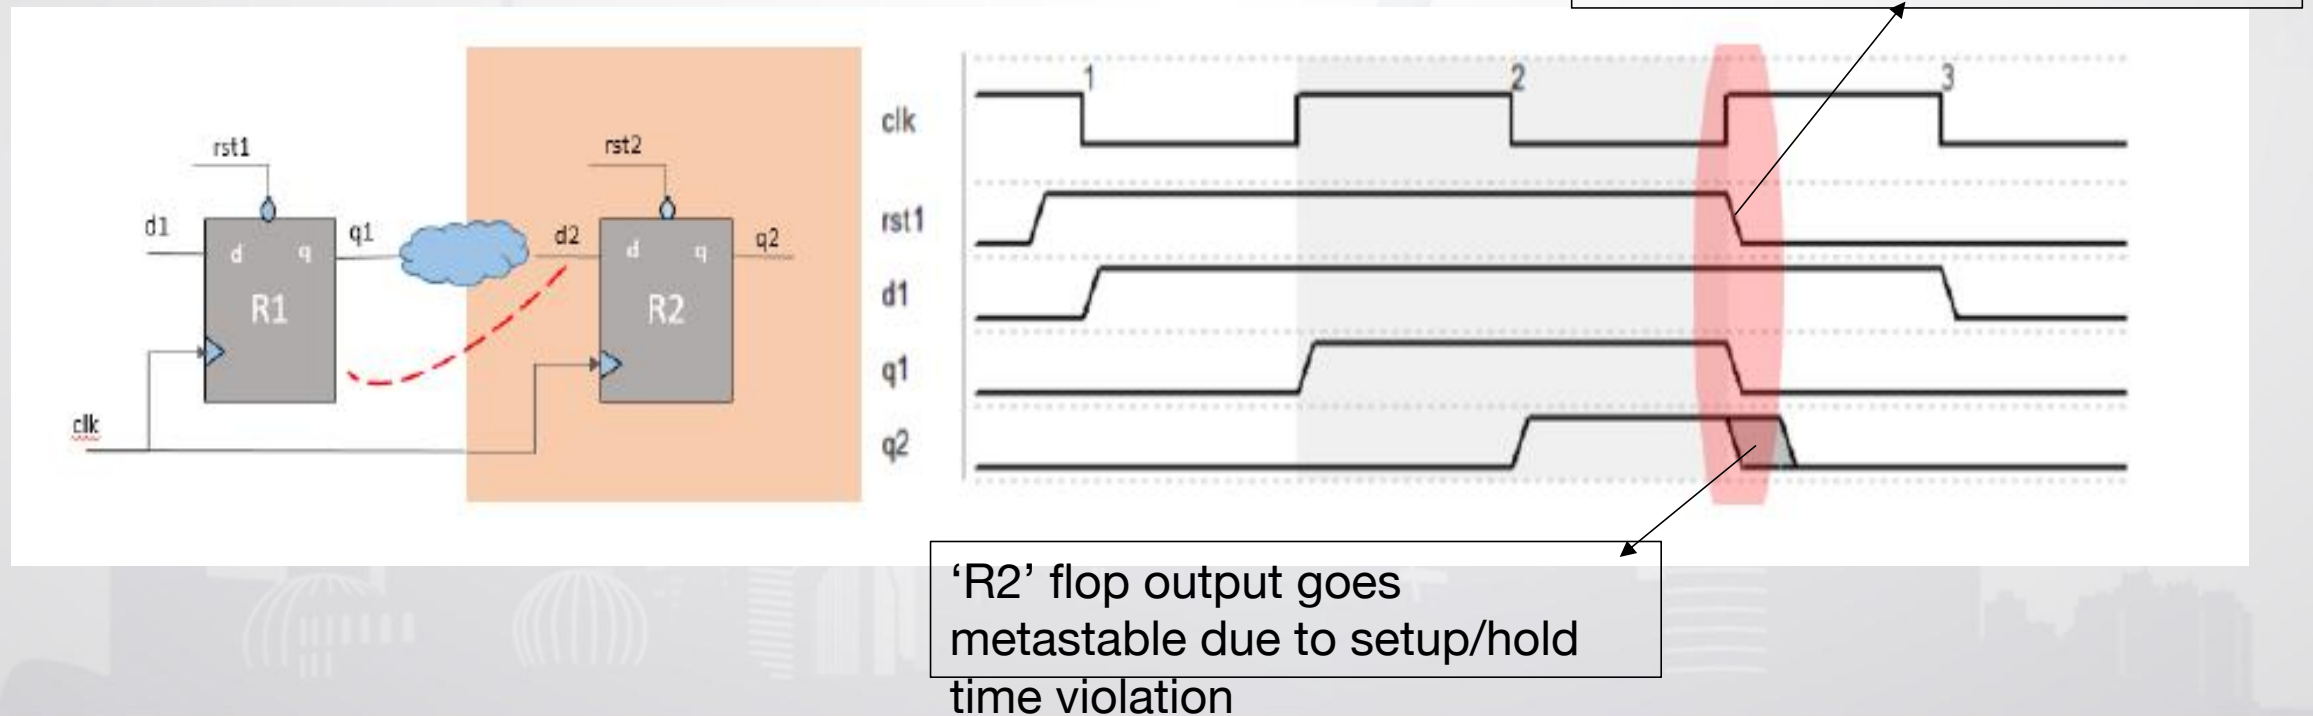 1
2
3
clk
rst1
rst2
rst1
d1
q1
d2
q2
d
q
d
q
R1
R2
d1
q1
clk
q2
‘R2’ flop output goes
metastable due to setup/hold
time violation